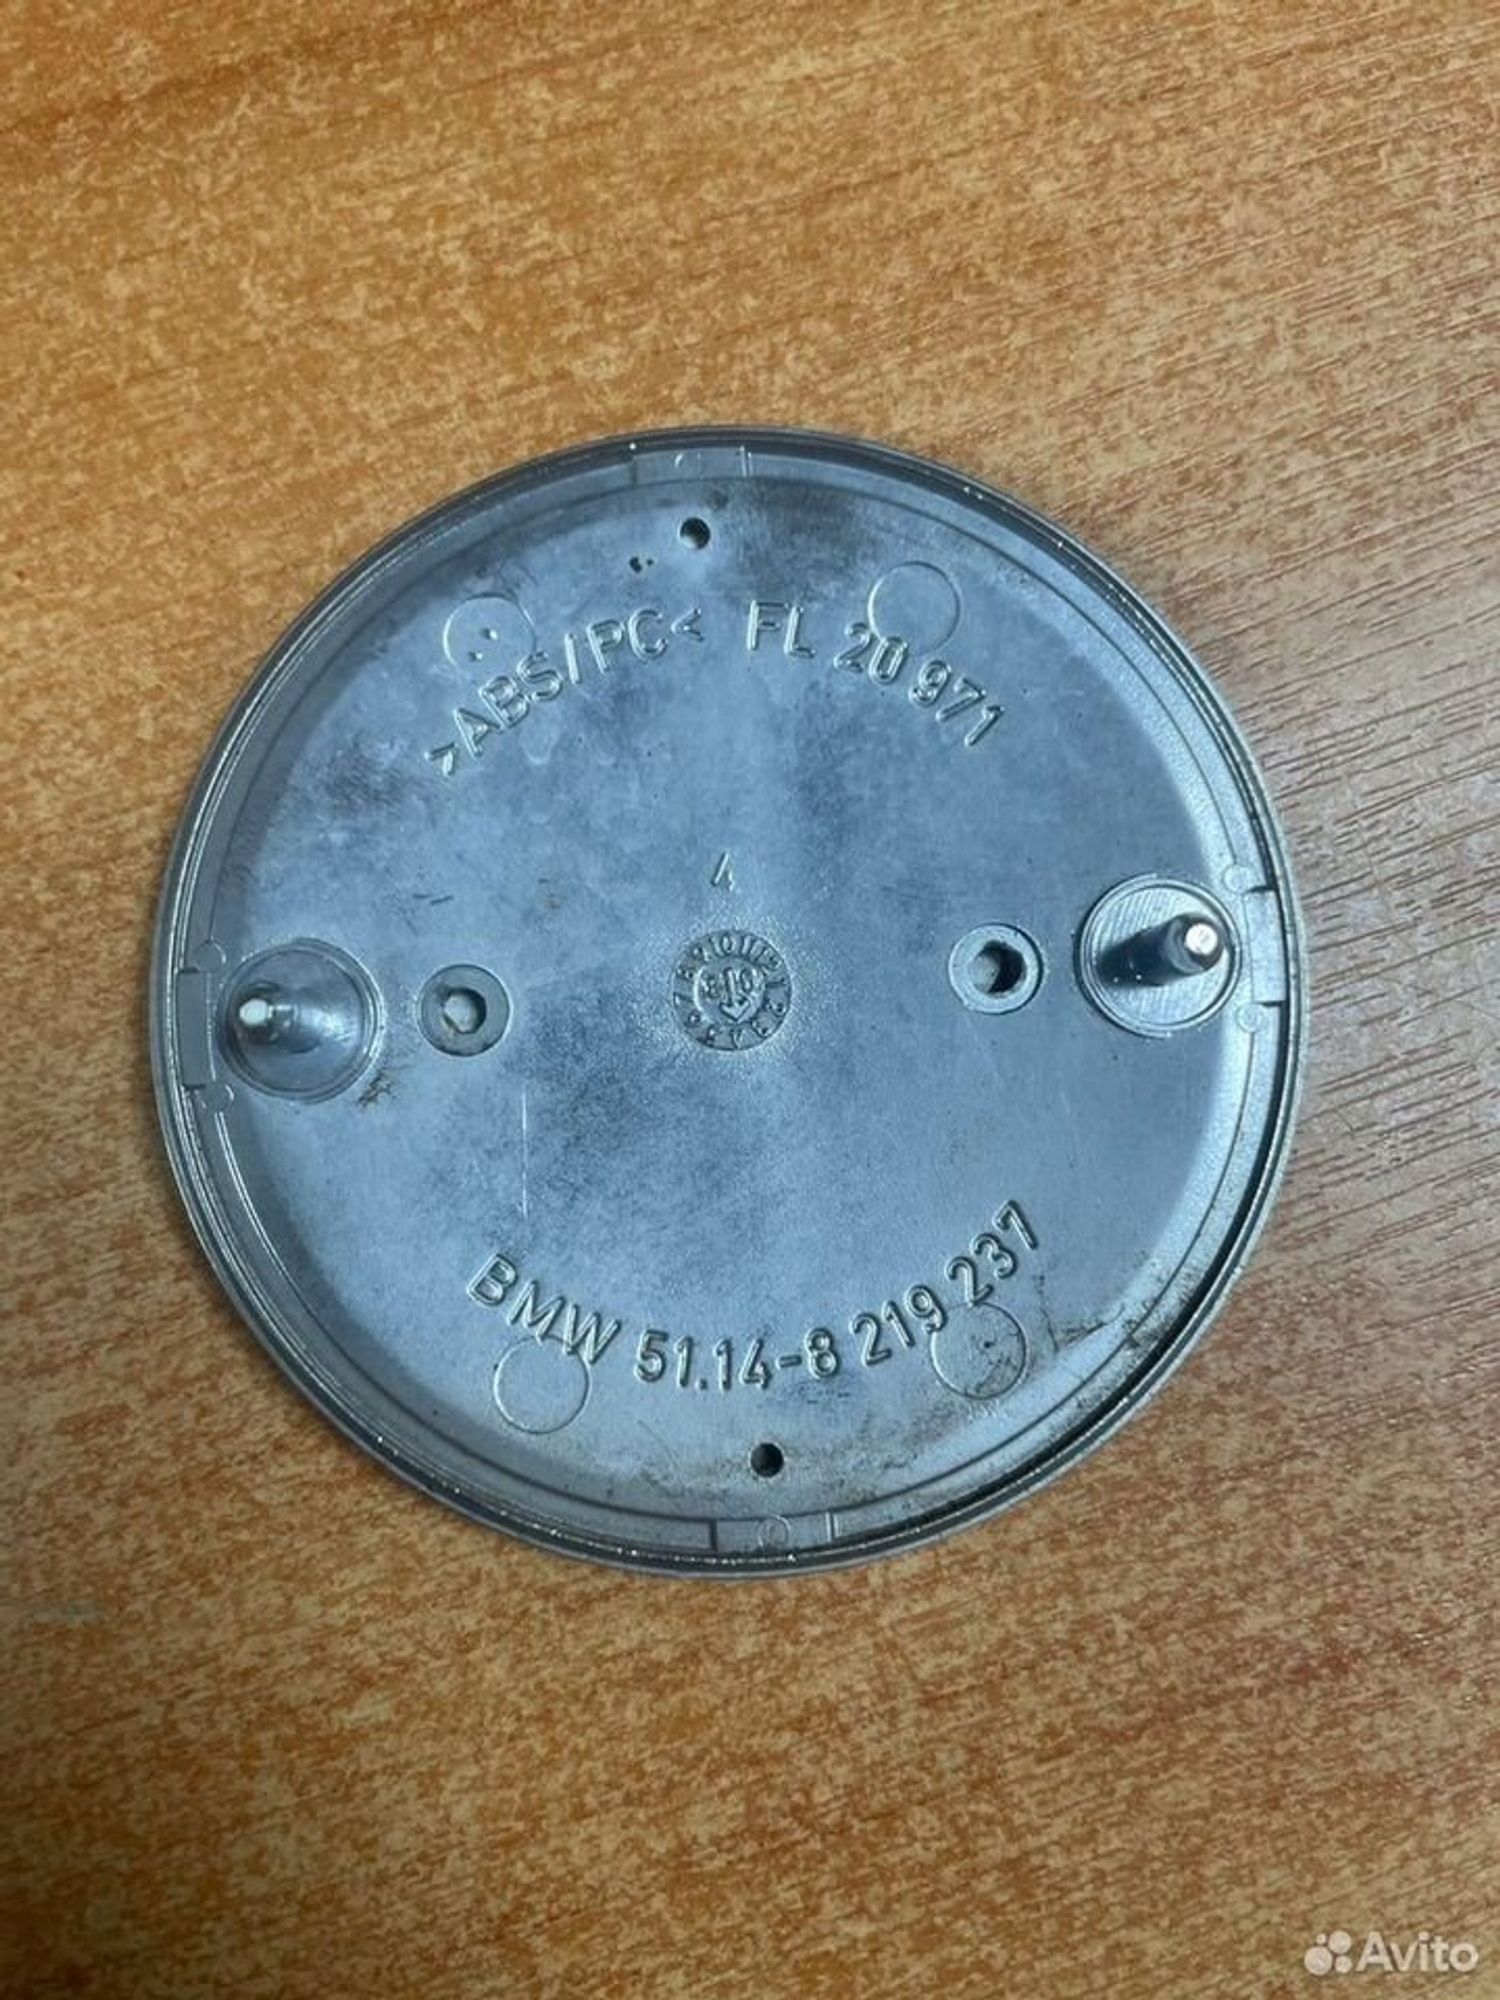 >ABS/PC< FL 20 971
4
BMW 51.14-8 219 237
Avito